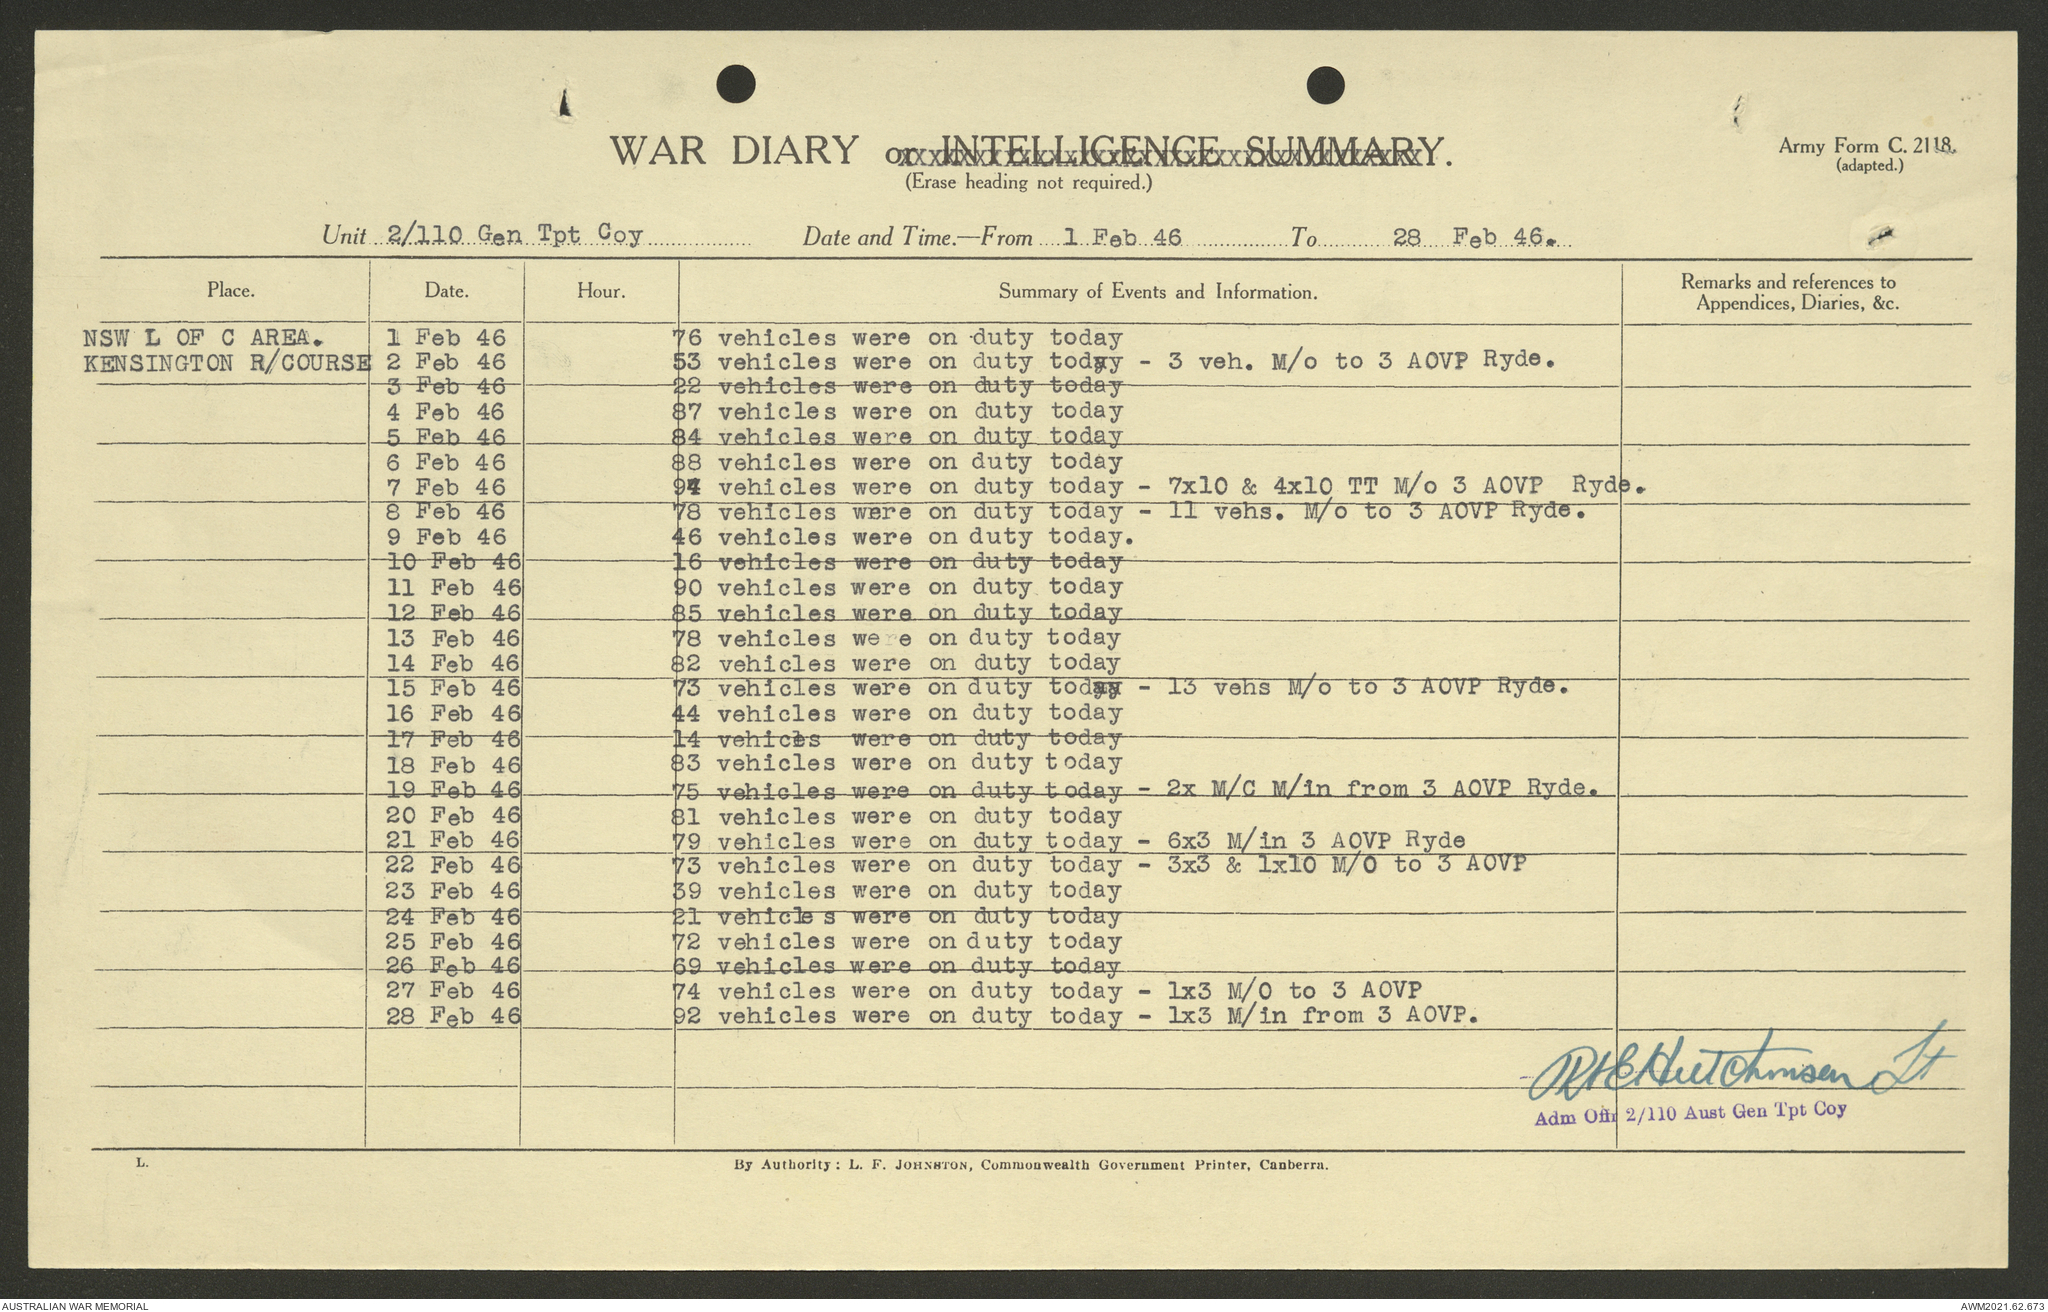 WAR DIARY or INTELLIGENCE SUMMARY.
(Erase heading not required.)
Army Form C. 2118.
(adapted.)
Unit 2/110 Gen Tpt Coy Date and Time.—From 1 Feb 46 To 28 Feb 46.
Place. Date. Hour. Summary of Events and Information. Remarks and references to Appendices, Diaries, &c.
NSW L OF C AREA. 1 Feb 46 76 vehicles were on duty today
KENSINGTON R/COURSE 2 Feb 46 53 vehicles were on duty today - 3 veh. M/o to 3 AOVP Ryde.
3 Feb 46 22 vehicles were on duty today
4 Feb 46 87 vehicles were on duty today
5 Feb 46 84 vehicles were on duty today
6 Feb 46 88 vehicles were on duty today
7 Feb 46 94 vehicles were on duty today - 7x10 & 4x10 TT M/o 3 AOVP Ryde.
8 Feb 46 78 vehicles were on duty today - 11 vehs. M/o to 3 AOVP Ryde.
9 Feb 46 46 vehicles were on duty today.
10 Feb 46 16 vehicles were on duty today
11 Feb 46 90 vehicles were on duty today
12 Feb 46 85 vehicles were on duty today
13 Feb 46 78 vehicles were on duty today
14 Feb 46 82 vehicles were on duty today
15 Feb 46 73 vehicles were on duty today - 13 vehs M/o to 3 AOVP Ryde.
16 Feb 46 44 vehicles were on duty today
17 Feb 46 14 vehicls were on duty today
18 Feb 46 83 vehicles were on duty today
19 Feb 46 75 vehicles were on duty today - 2x M/C M/in from 3 AOVP Ryde.
20 Feb 46 81 vehicles were on duty today
21 Feb 46 79 vehicles were on duty today - 6x3 M/in 3 AOVP Ryde
22 Feb 46 73 vehicles were on duty today - 3x3 & 1x10 M/O to 3 AOVP
23 Feb 46 39 vehicles were on duty today
24 Feb 46 21 vehicles were on duty today
25 Feb 46 72 vehicles were on duty today
26 Feb 46 69 vehicles were on duty today
27 Feb 46 74 vehicles were on duty today - 1x3 M/O to 3 AOVP
28 Feb 46 92 vehicles were on duty today - 1x3 M/in from 3 AOVP.
RHE Hutchinson Lt
Adm Offr 2/110 Aust Gen Tpt Coy
L. By Authority: L. F. JOHNSTON, Commonwealth Government Printer, Canberra.
AUSTRALIAN WAR MEMORIAL AWM2021.62.673